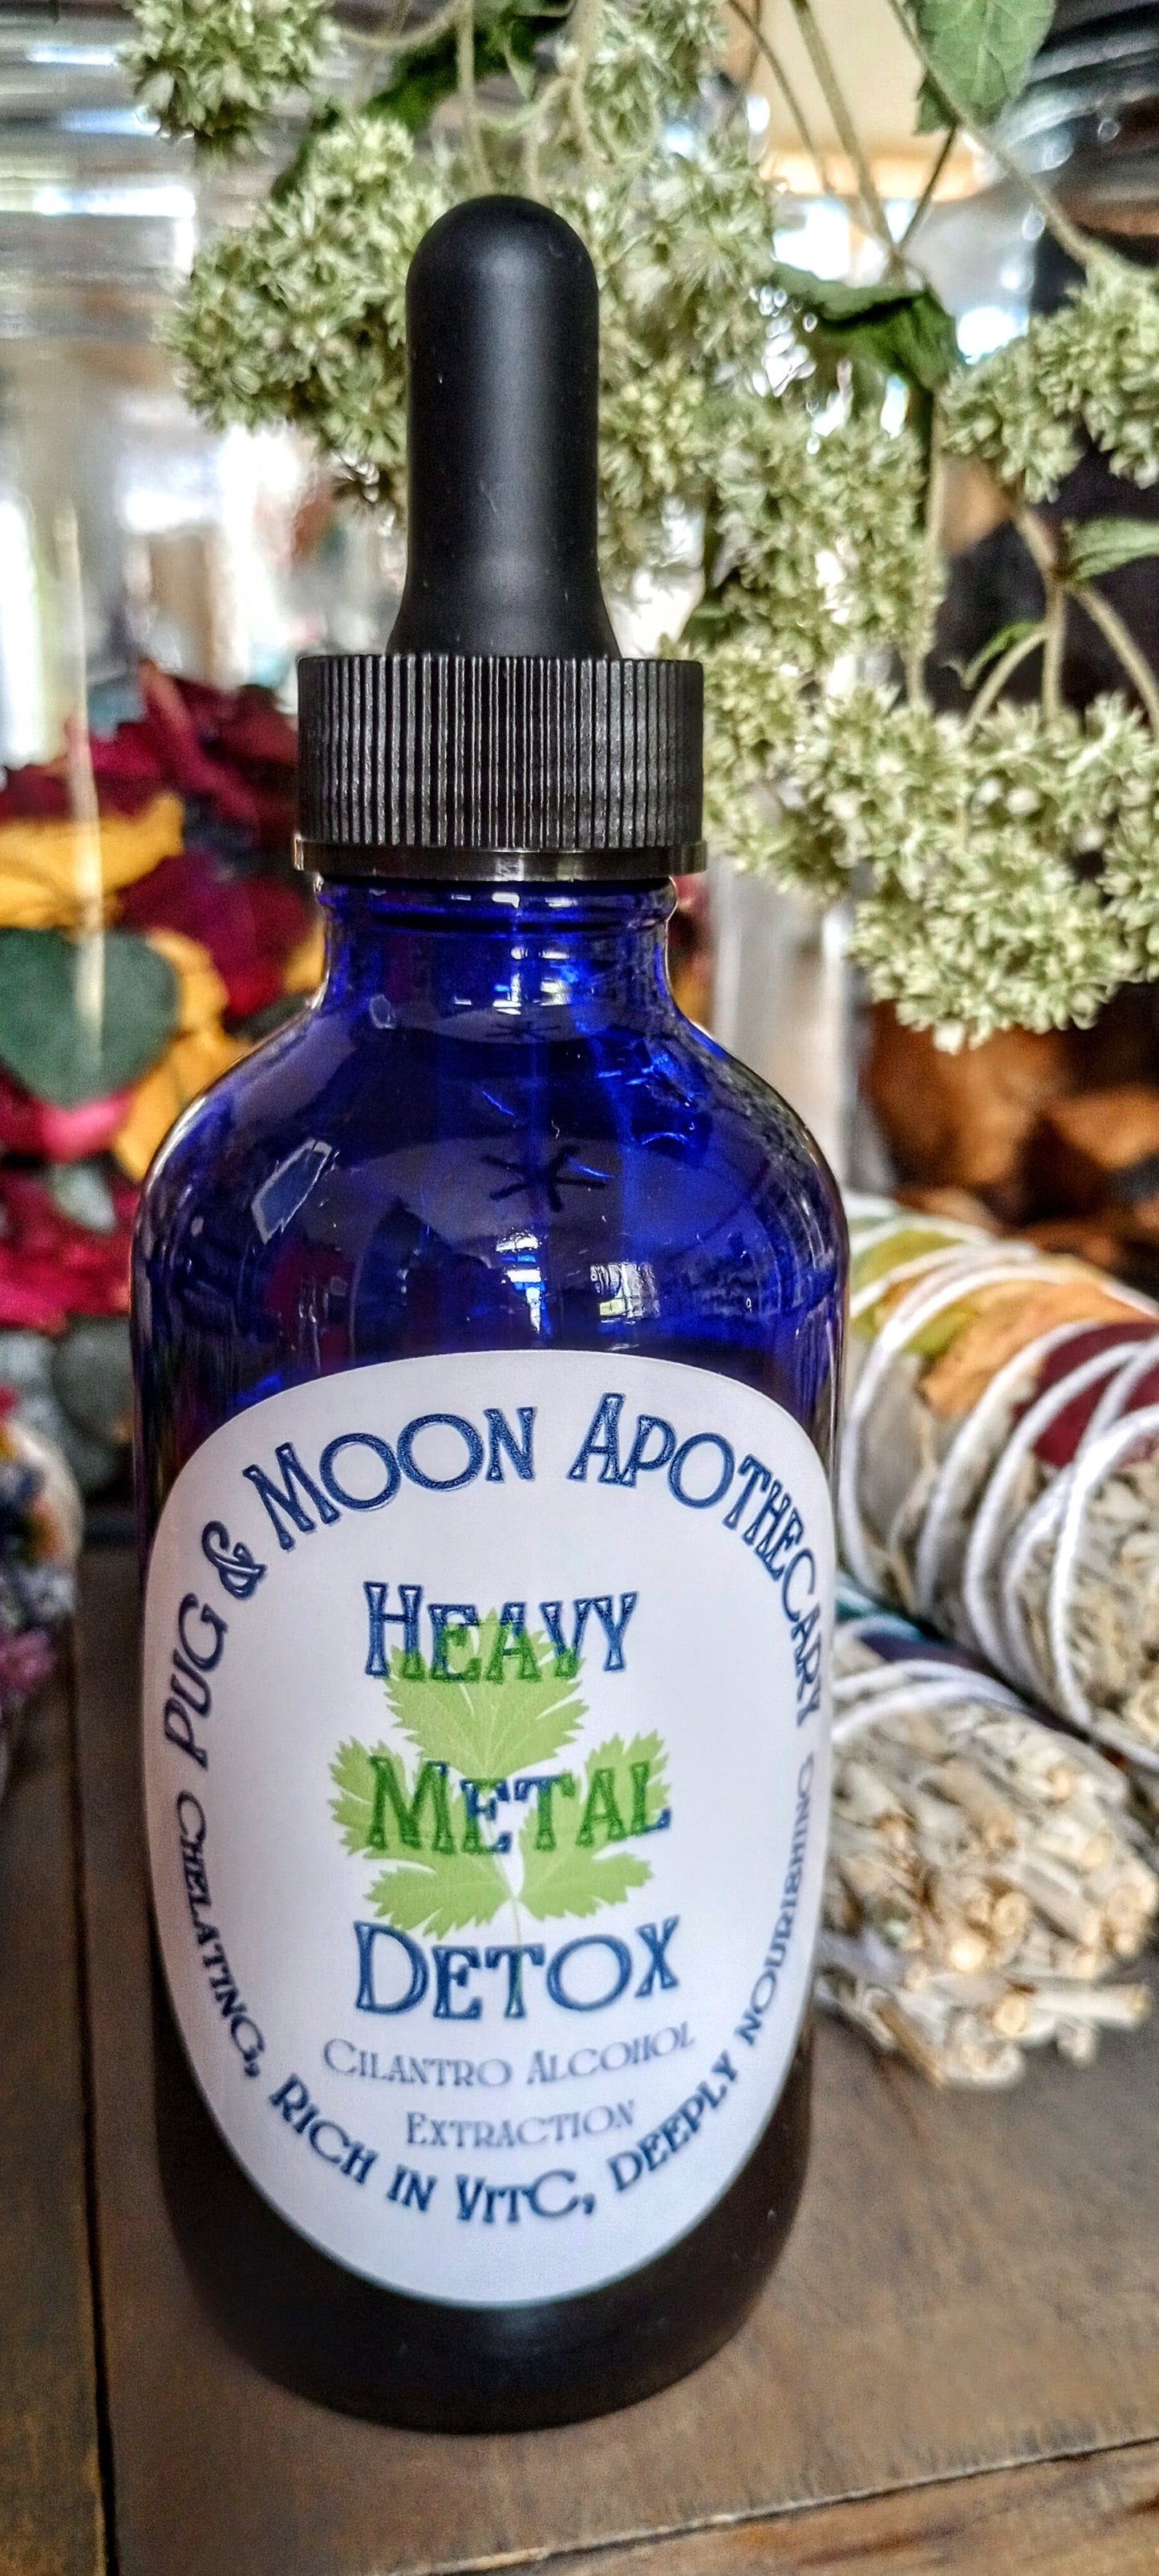 PUG & MOON APOTHECARY
HEAVY
METAL
DETOX
CILANTRO ALCOHOL
EXTRACTION
CHELATING, RICH IN VITC, DEEPLY NOURISHING